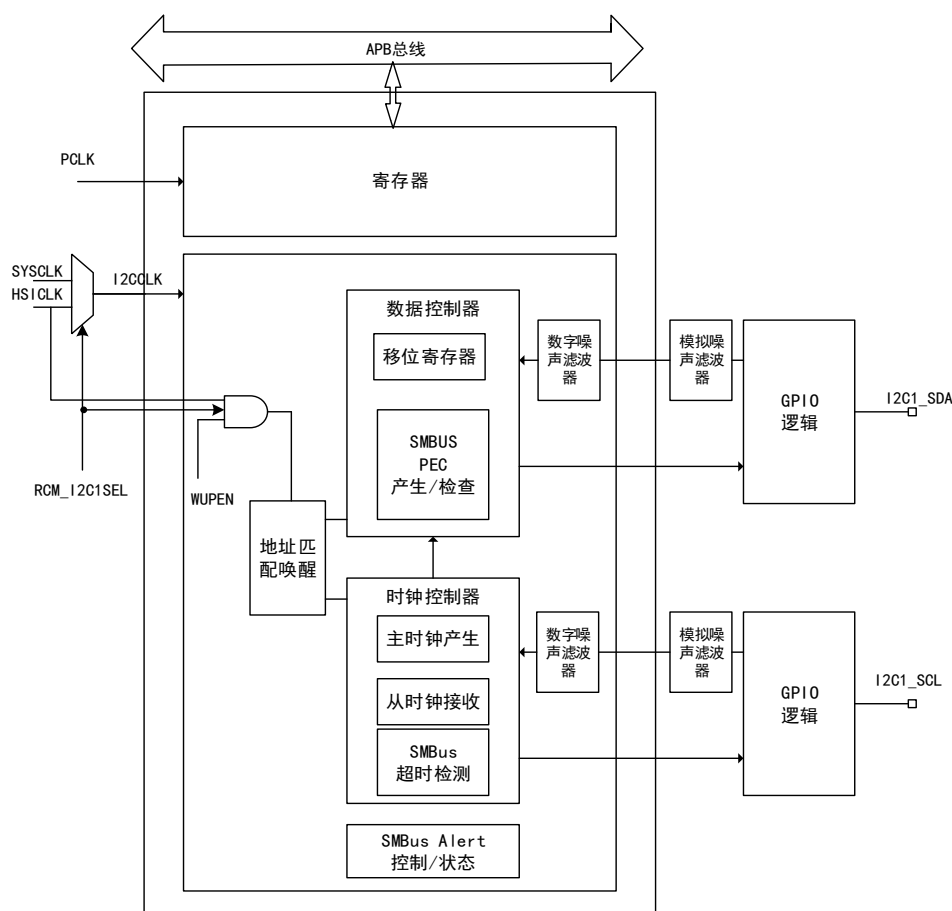 APB总线
PCLK
寄存器
SYSCLK
HSICLK
I2CCLK
RCM_I2C1SEL
WUPEN
地址匹
配唤醒
数据控制器
移位寄存器
SMBUS
PEC
产生/检查
数字噪
声滤波
器
模拟噪
声滤波
器
GPIO
逻辑
I2C1_SDA
时钟控制器
主时钟产生
从时钟接收
SMBus
超时检测
数字噪
声滤波
器
模拟噪
声滤波
器
GPIO
逻辑
I2C1_SCL
SMBus Alert
控制/状态